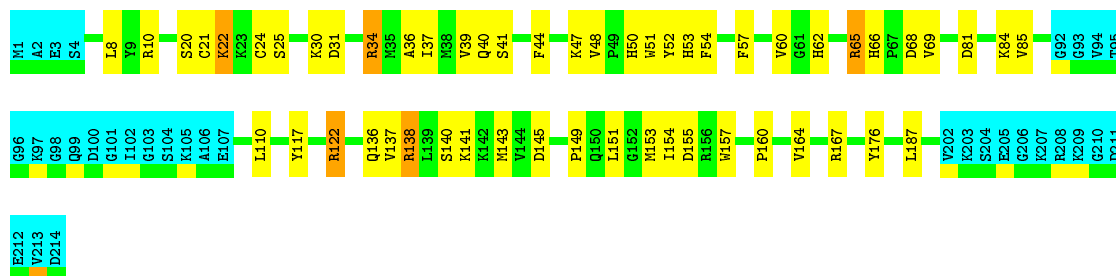 M1 A2 E3 S4 L8 Y9 R10 S20 C21 K22 K23 C24 S25 K30 D31 R34 M35 A36 I37 M38 V39 Q40 S41 F44 K47 V48 P49 H50 W51 Y52 H53 F54 F57 V60 G61 H62 R65 H66 P67 D68 V69 D81 K84 V85 G92 G93 V94 T95
G96 K97 G98 Q99 D100 G101 I102 G103 S104 K105 A106 E107 L110 Y117 R122 Q136 V137 R138 L139 S140 K141 K142 M143 V144 D145 P149 Q150 L151 G152 M153 I154 D155 R156 W157 P160 V164 R167 Y176 L187 V202 K203 S204 E205 G206 K207 R208 K209 G210
E212 V213 D214